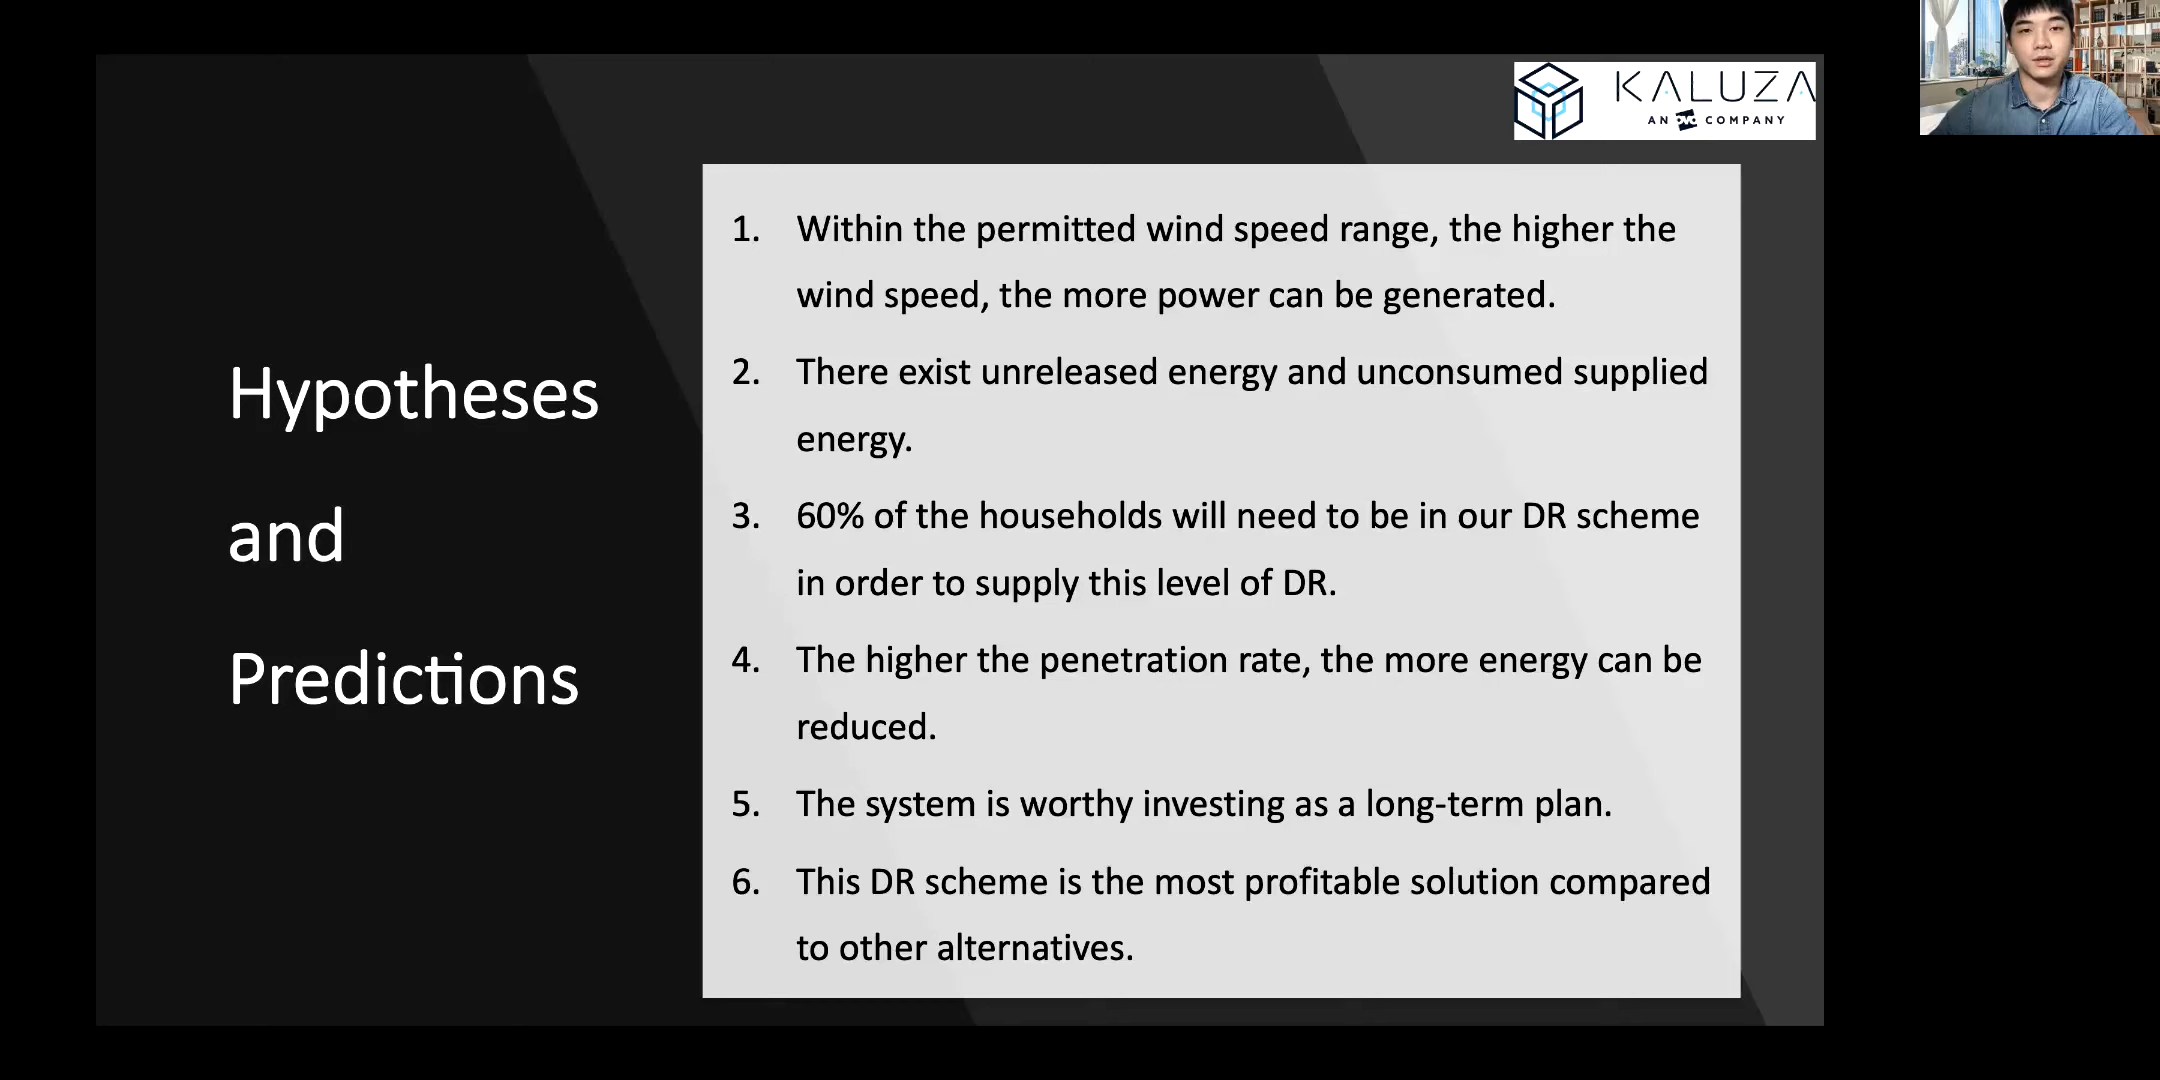 KALUZA
AN OVO COMPANY
Hypotheses
and
Predictions
1. Within the permitted wind speed range, the higher the
wind speed, the more power can be generated.
2. There exist unreleased energy and unconsumed supplied
energy.
3. 60% of the households will need to be in our DR scheme
in order to supply this level of DR.
4. The higher the penetration rate, the more energy can be
reduced.
5. The system is worthy investing as a long-term plan.
6. This DR scheme is the most profitable solution compared
to other alternatives.